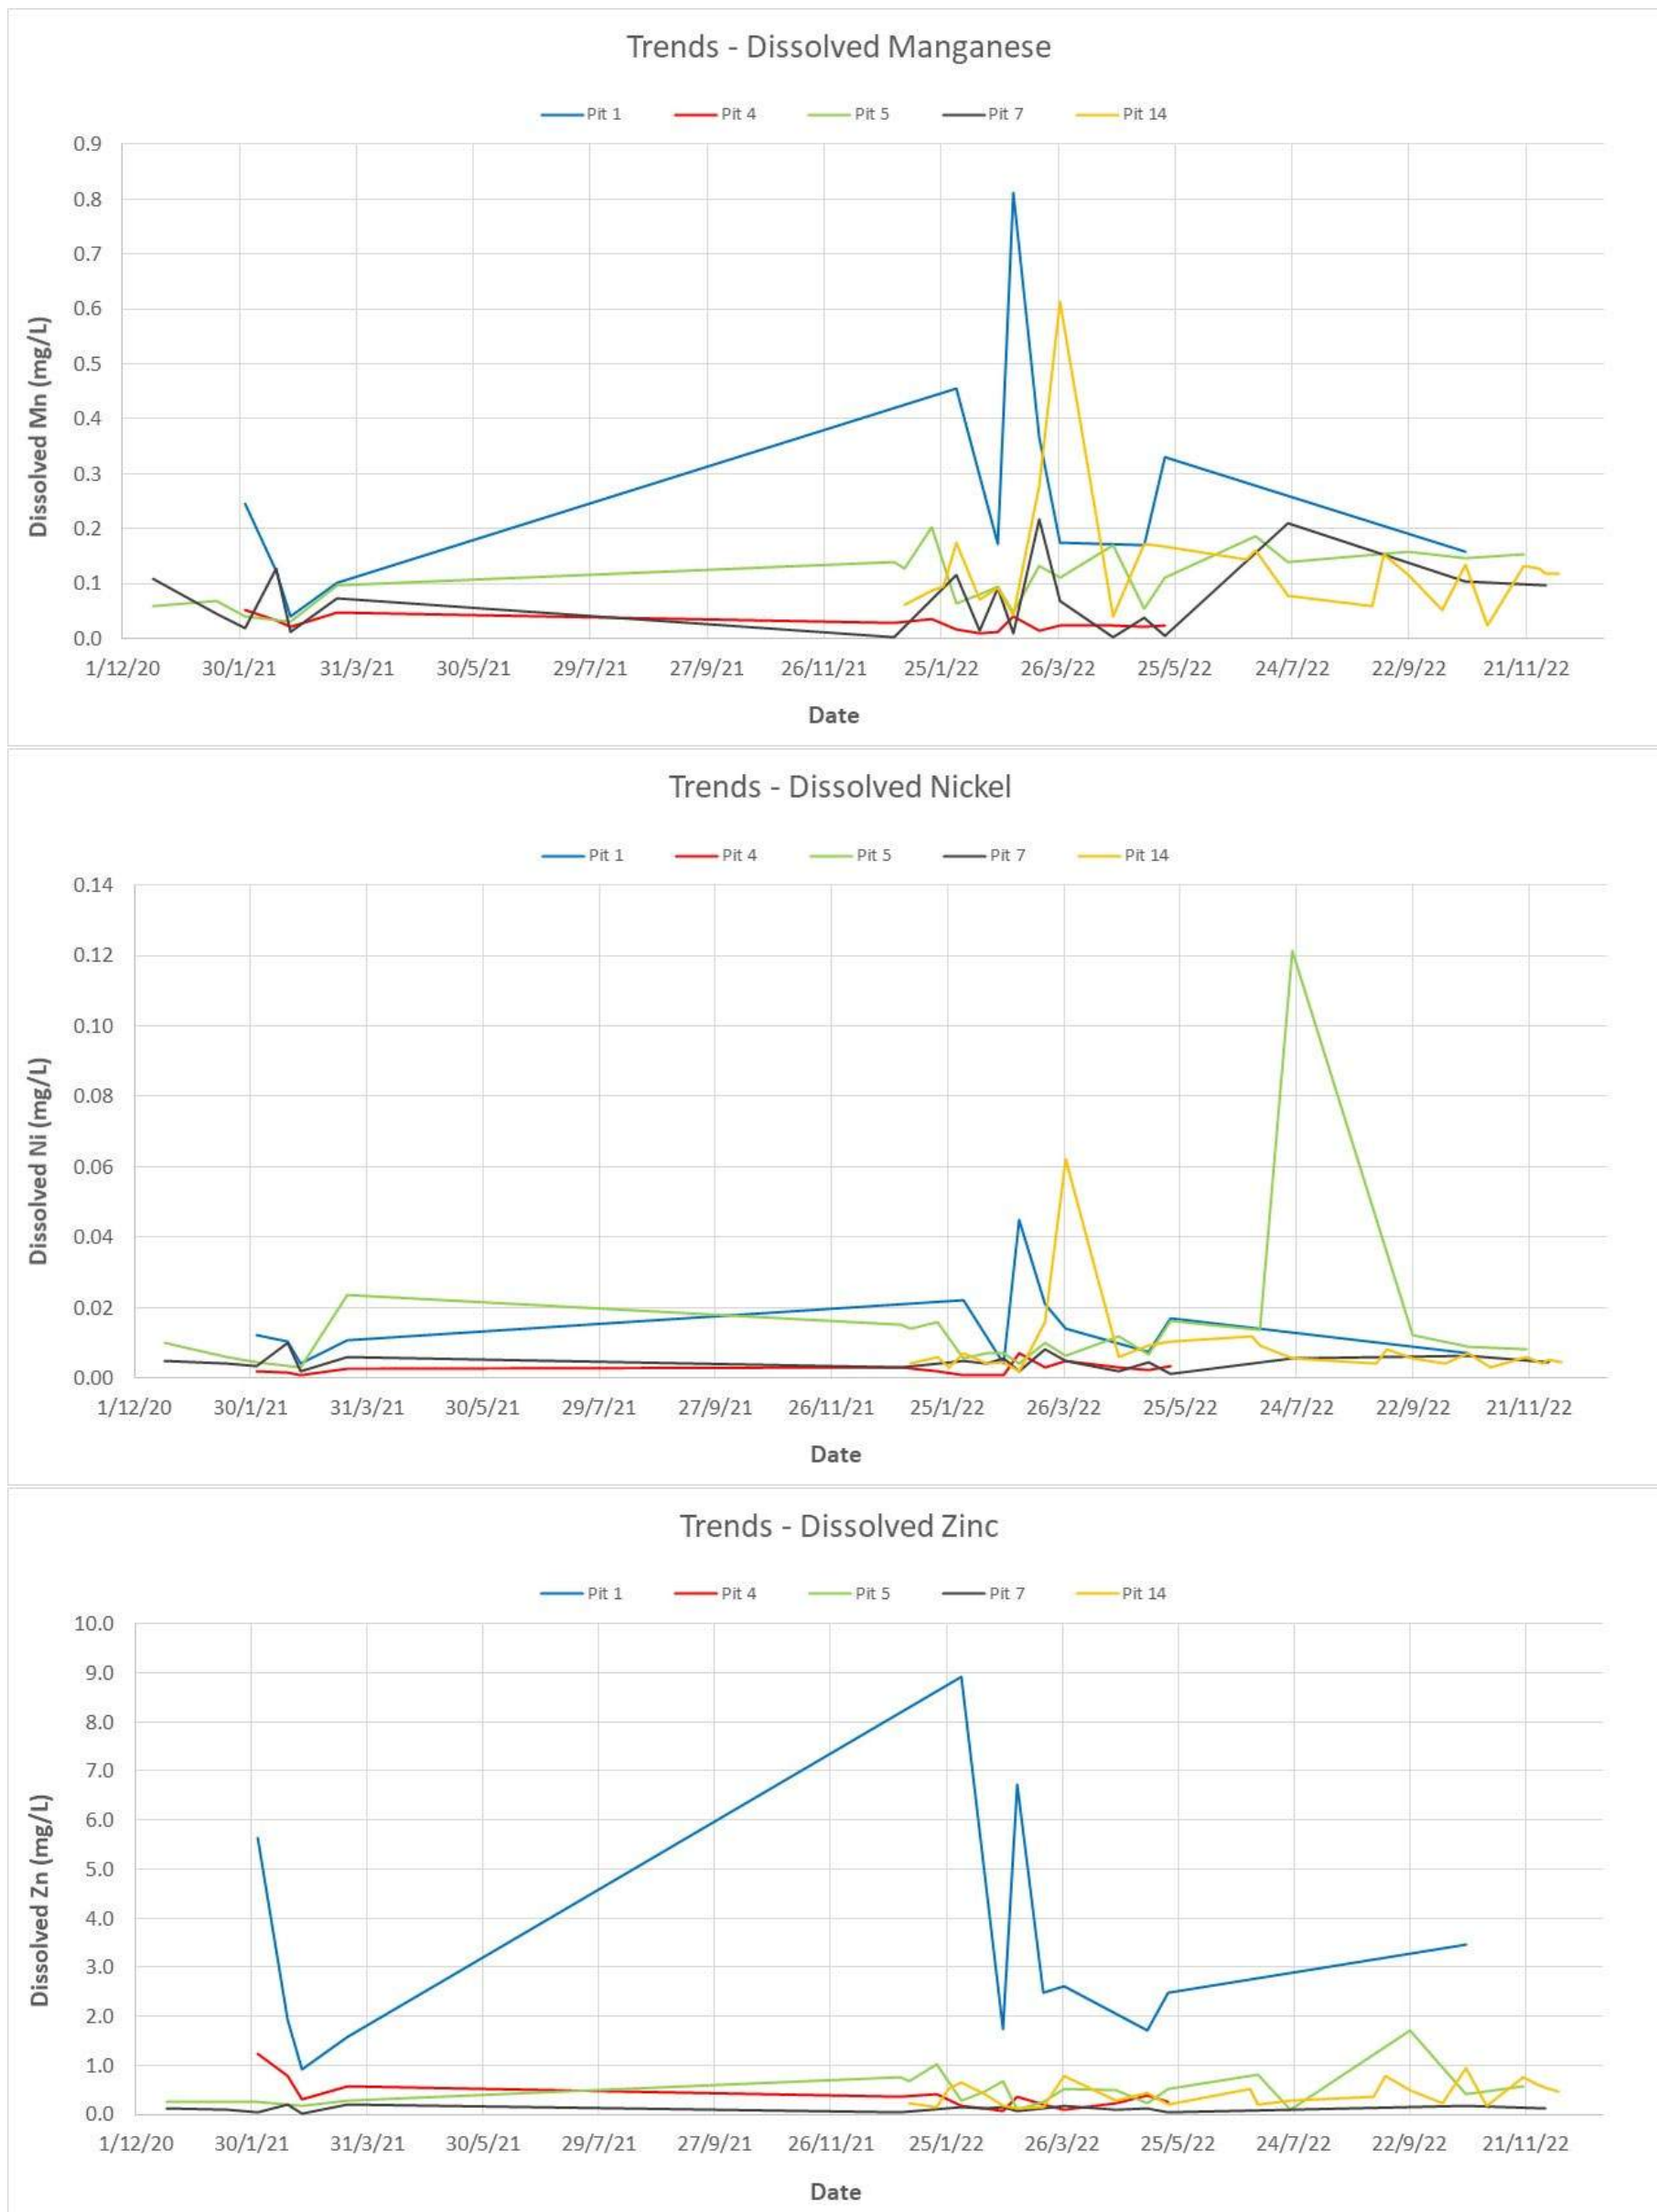 Trends - Dissolved Manganese
Pit 1 Pit 4 Pit 5 Pit 7 Pit 14
0.9
0.8
0.7
0.6
0.5
0.4
0.3
0.2
0.1
0.0
Dissolved Mn (mg/L)
1/12/20 30/1/21 31/3/21 30/5/21 29/7/21 27/9/21 26/11/21 25/1/22 26/3/22 25/5/22 24/7/22 22/9/22 21/11/22
Date
Trends - Dissolved Nickel
Pit 1 Pit 4 Pit 5 Pit 7 Pit 14
0.14
0.12
0.10
0.08
0.06
0.04
0.02
0.00
Dissolved Ni (mg/L)
1/12/20 30/1/21 31/3/21 30/5/21 29/7/21 27/9/21 26/11/21 25/1/22 26/3/22 25/5/22 24/7/22 22/9/22 21/11/22
Date
Trends - Dissolved Zinc
Pit 1 Pit 4 Pit 5 Pit 7 Pit 14
10.0
9.0
8.0
7.0
6.0
5.0
4.0
3.0
2.0
1.0
0.0
Dissolved Zn (mg/L)
1/12/20 30/1/21 31/3/21 30/5/21 29/7/21 27/9/21 26/11/21 25/1/22 26/3/22 25/5/22 24/7/22 22/9/22 21/11/22
Date